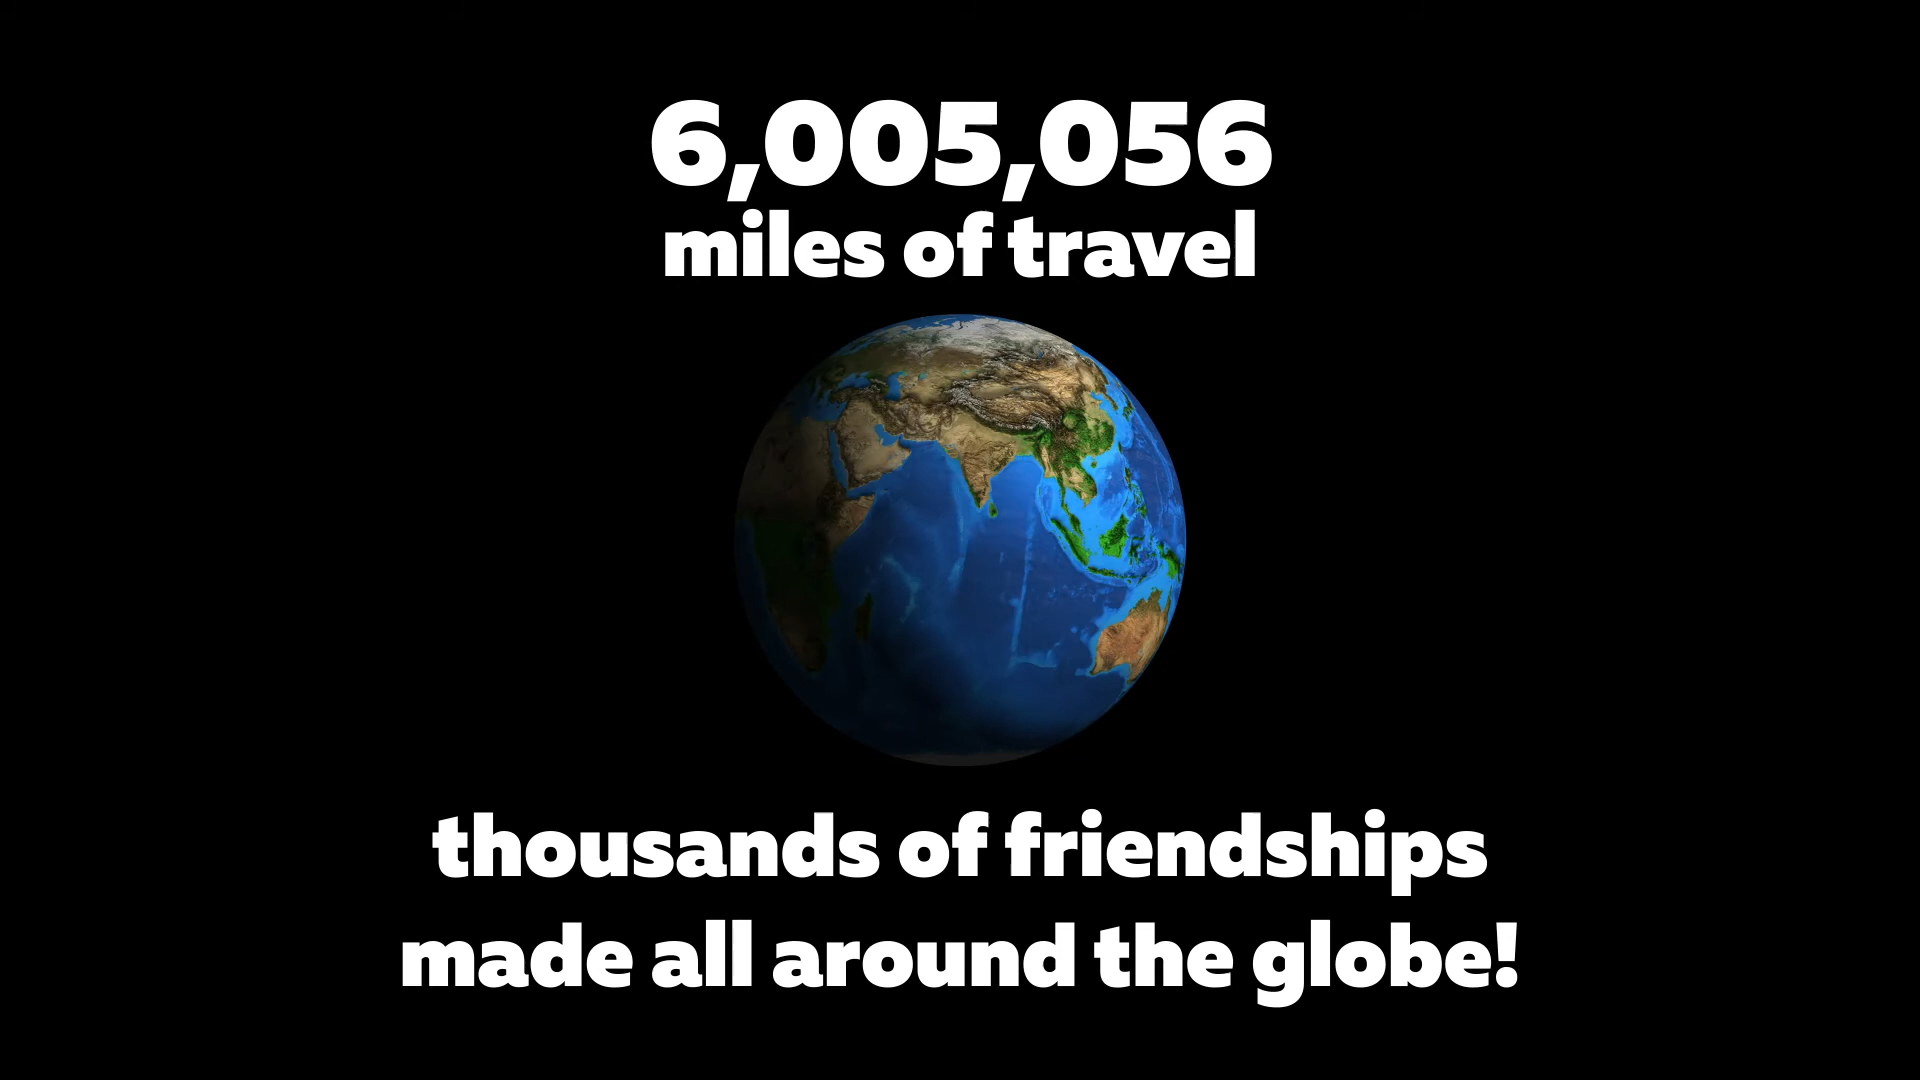 6,005,056
miles of travel
thousands of friendships
made all around the globe!